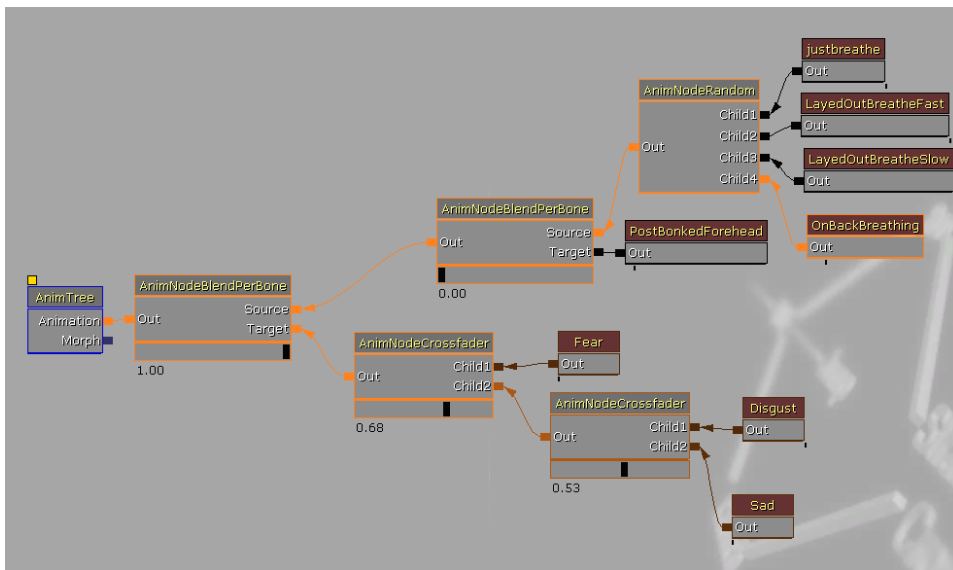 justbreathe
Out
AnimNodeRandom
Child1
Child2
Child3
Child4
Out
LayedOutBreatheFast
Out
LayedOutBreatheSlow
Out
OnBackBreathing
Out
AnimNodeBlendPerBone
Out
Source
Target
0.00
PostBonkedForehead
Out
AnimTree
Animation
Morph
AnimNodeBlendPerBone
Out
Source
Target
1.00
AnimNodeCrossfader
Out
Child1
Child2
0.68
Fear
Out
AnimNodeCrossfader
Out
Child1
Child2
0.53
Disgust
Out
Sad
Out